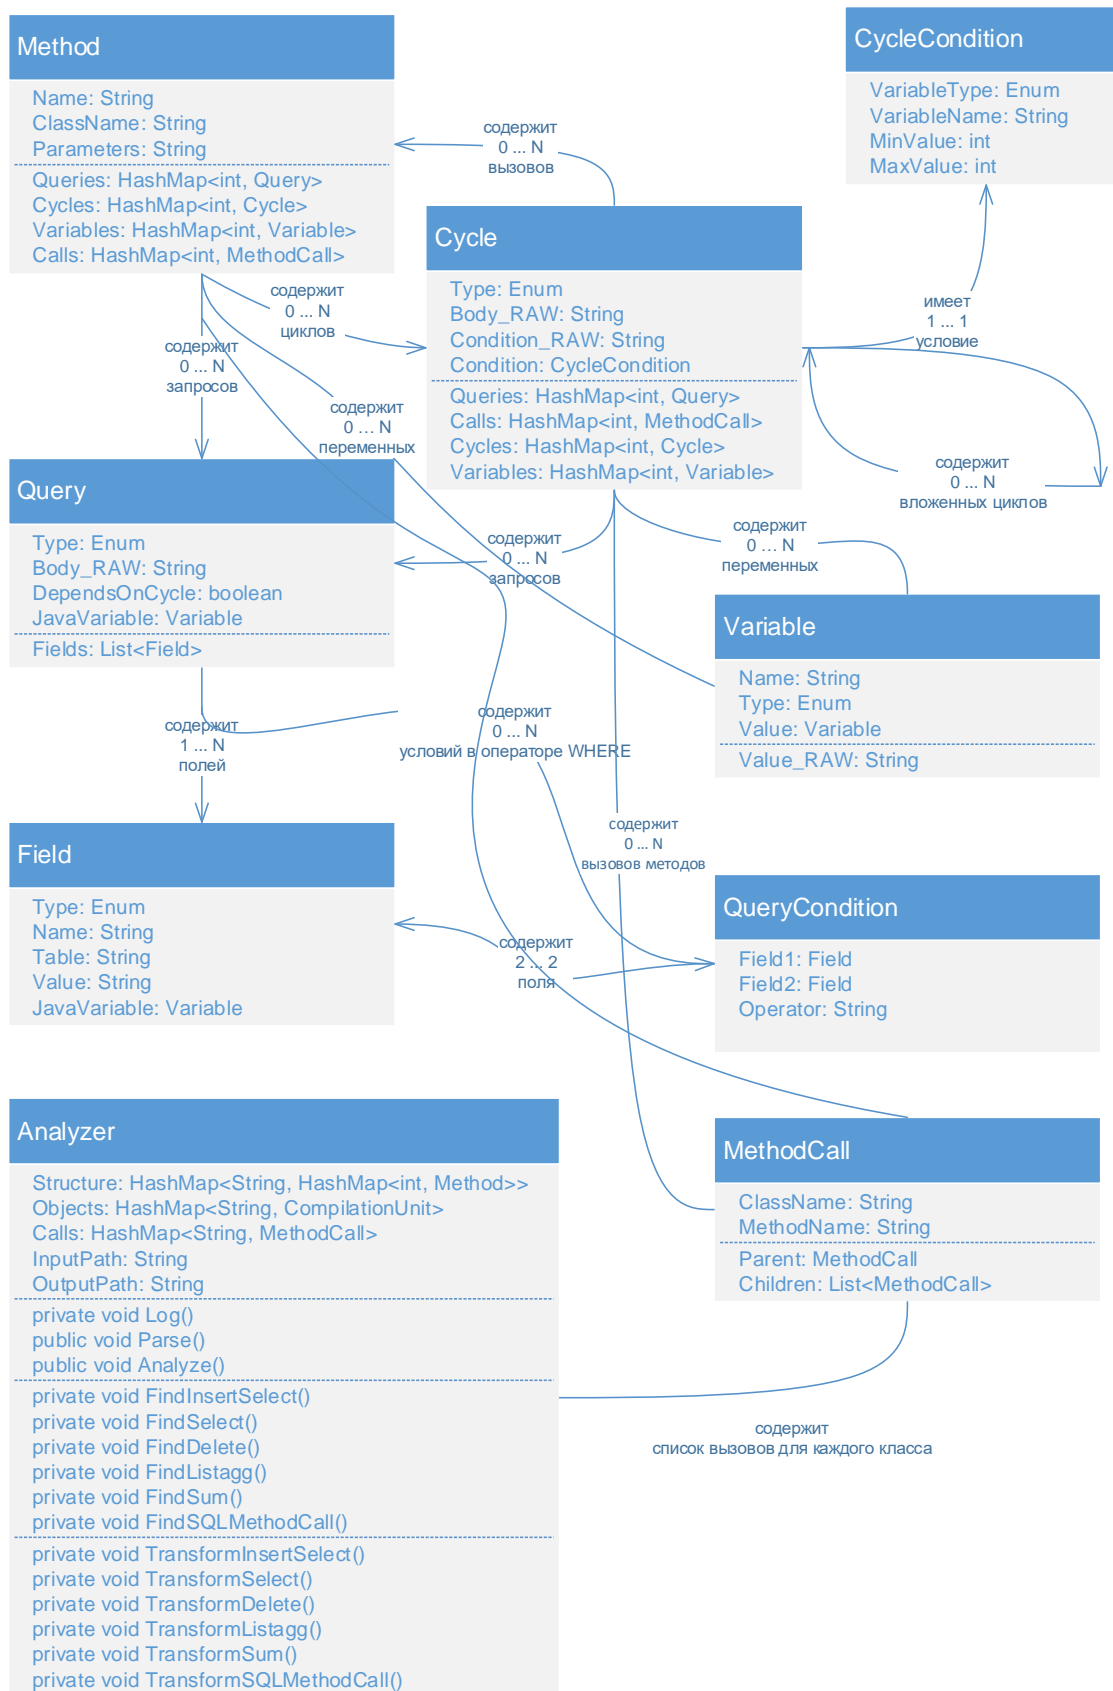 Method
Name: String
ClassName: String
Parameters: String
Queries: HashMap<int, Query>
Cycles: HashMap<int, Cycle>
Variables: HashMap<int, Variable>
Calls: HashMap<int, MethodCall>
CycleCondition
VariableType: Enum
VariableName: String
MinValue: int
MaxValue: int
содержит
0 ... N
вызовов
Cycle
Type: Enum
Body_RAW: String
Condition_RAW: String
Condition: CycleCondition
Queries: HashMap<int, Query>
Calls: HashMap<int, MethodCall>
Cycles: HashMap<int, Cycle>
Variables: HashMap<int, Variable>
содержит
0 ... N
циклов
имеет
1 ... 1
условие
содержит
0 ... N
запросов
содержит
0 ... N
переменных
содержит
0 ... N
вложенных циклов
Query
Type: Enum
Body_RAW: String
DependsOnCycle: boolean
JavaVariable: Variable
Fields: List<Field>
содержит
0 ... N
запросов
содержит
0 ... N
переменных
Variable
Name: String
Type: Enum
Value: Variable
Value_RAW: String
содержит
1 ... N
полей
содержит
0 ... N
условий в операторе WHERE
содержит
0 ... N
вызовов методов
Field
Type: Enum
Name: String
Table: String
Value: String
JavaVariable: Variable
содержит
2 ... 2
поля
QueryCondition
Field1: Field
Field2: Field
Operator: String
Analyzer
Structure: HashMap<String, HashMap<int, Method>>
Objects: HashMap<String, CompilationUnit>
Calls: HashMap<String, MethodCall>
InputPath: String
OutputPath: String
private void Log()
public void Parse()
public void Analyze()
private void FindInsertSelect()
private void FindSelect()
private void FindDelete()
private void FindListagg()
private void FindSum()
private void FindSQLMethodCall()
private void TransformInsertSelect()
private void TransformSelect()
private void TransformDelete()
private void TransformListagg()
private void TransformSum()
private void TransformSQLMethodCall()
MethodCall
ClassName: String
MethodName: String
Parent: MethodCall
Children: List<MethodCall>
содержит
список вызовов для каждого класса